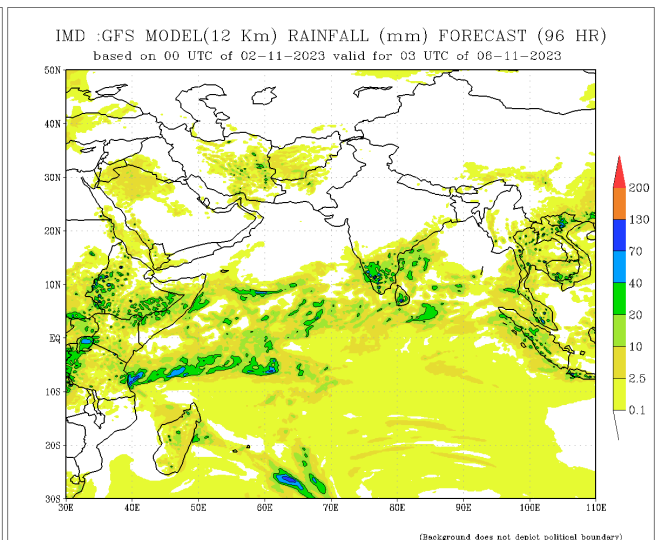 IMD :GFS MODEL(12 Km) RAINFALL (mm) FORECAST (96 HR)
based on 00 UTC of 02-11-2023 valid for 03 UTC of 06-11-2023
50N
40N
30N
20N
10N
EQ
10S
20S
30S
30E 40E 50E 60E 70E 80E 90E 100E 110E
200
130
70
40
20
10
2.5
0.1
(Background does not depict political boundary)